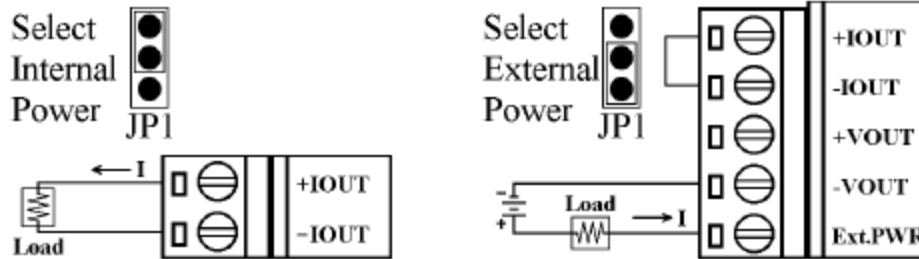 Select
Internal
Power
JP1
← I
+IOUT
−IOUT
Load
Select
External
Power
JP1
+IOUT
-IOUT
+VOUT
-VOUT
Ext.PWR
−
+
Load
→ I